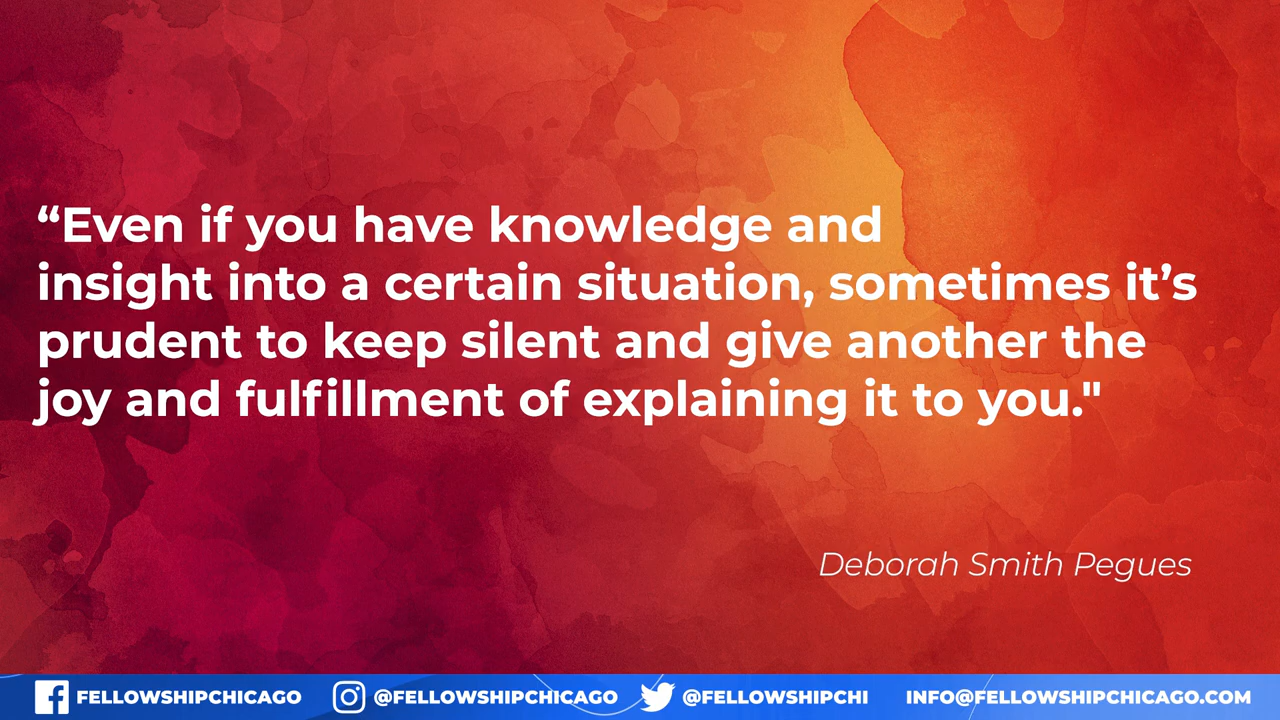 “Even if you have knowledge and
insight into a certain situation, sometimes it’s
prudent to keep silent and give another the
joy and fulfillment of explaining it to you."
Deborah Smith Pegues
FELLOWSHIPCHICAGO @FELLOWSHIPCHICAGO @FELLOWSHIPCHI INFO@FELLOWSHIPCHICAGO.COM